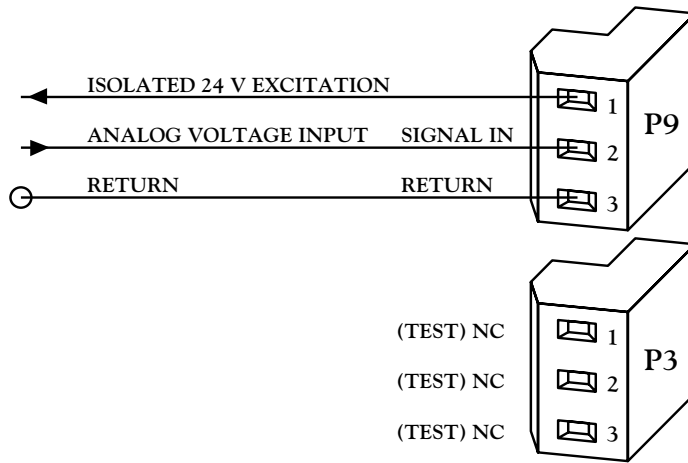 ISOLATED 24 V EXCITATION 1
P9
ANALOG VOLTAGE INPUT SIGNAL IN 2
RETURN RETURN 3
(TEST) NC 1
P3
(TEST) NC 2
(TEST) NC 3